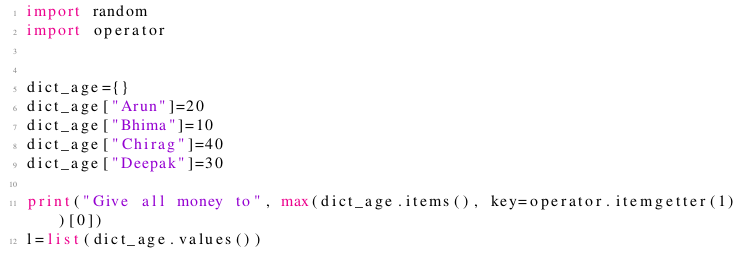 1 import random
2 import operator
3
4
5 dict_age={}
6 dict_age["Arun"]=20
7 dict_age["Bhima"]=10
8 dict_age["Chirag"]=40
9 dict_age["Deepak"]=30
10
11 print("Give all money to", max(dict_age.items(), key=operator.itemgetter(1)
)[0])
12 l=list(dict_age.values())